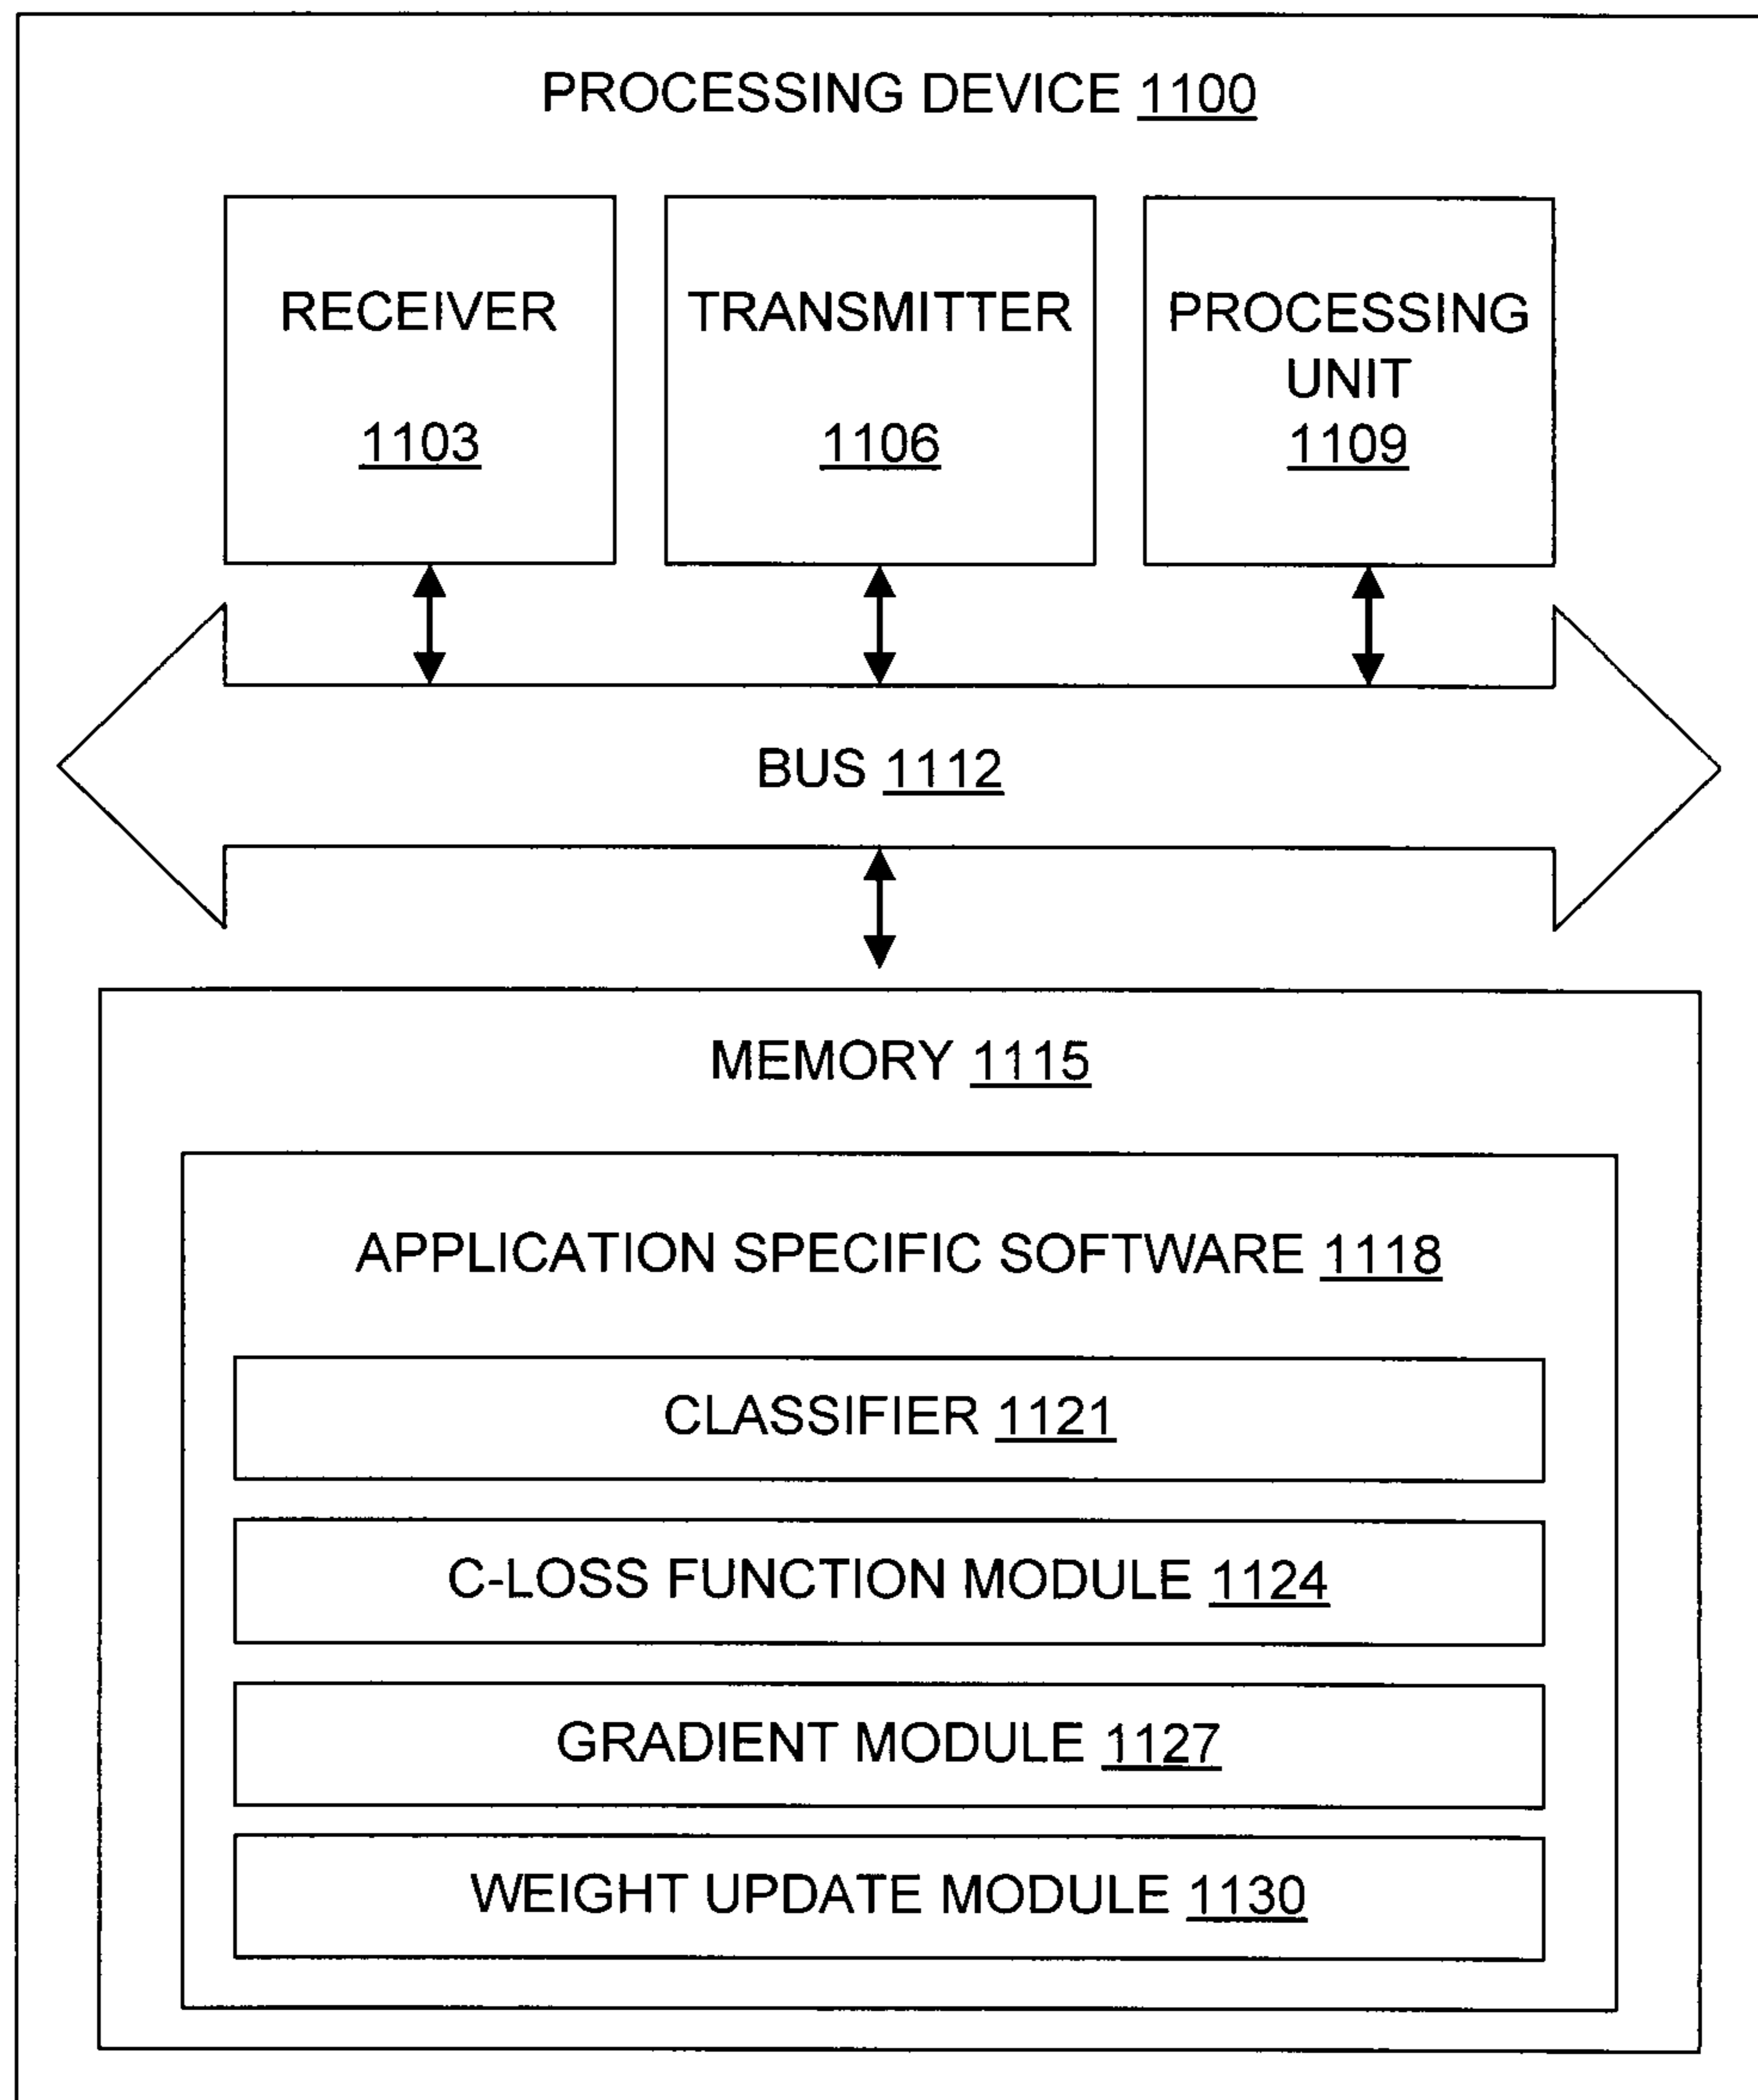 PROCESSING DEVICE 1100
RECEIVER
1103
TRANSMITTER
1106
PROCESSING
UNIT
1109
BUS 1112
MEMORY 1115
APPLICATION SPECIFIC SOFTWARE 1118
CLASSIFIER 1121
C-LOSS FUNCTION MODULE 1124
GRADIENT MODULE 1127
WEIGHT UPDATE MODULE 1130